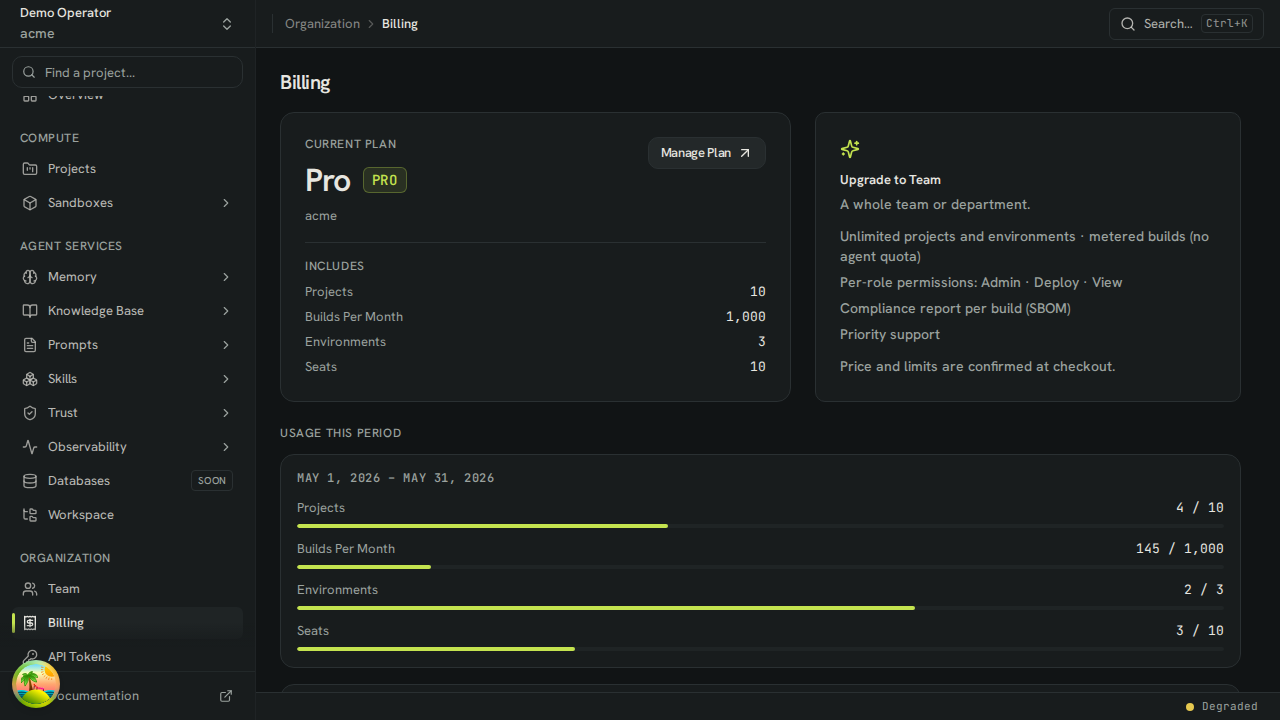 Demo Operator
acme
Find a project...
Overview
COMPUTE
Projects
Sandboxes
AGENT SERVICES
Memory
Knowledge Base
Prompts
Skills
Trust
Observability
Databases
SOON
Workspace
ORGANIZATION
Team
Billing
API Tokens
ocumentation
Organization
Billing
Search...
Ctrl+K
Billing
CURRENT PLAN
Manage Plan
Pro
PRO
acme
INCLUDES
Projects 10
Builds Per Month 1,000
Environments 3
Seats 10
Upgrade to Team
A whole team or department.
Unlimited projects and environments · metered builds (no
agent quota)
Per-role permissions: Admin · Deploy · View
Compliance report per build (SBOM)
Priority support
Price and limits are confirmed at checkout.
USAGE THIS PERIOD
MAY 1, 2026 – MAY 31, 2026
Projects 4 / 10
Builds Per Month 145 / 1,000
Environments 2 / 3
Seats 3 / 10
Degraded